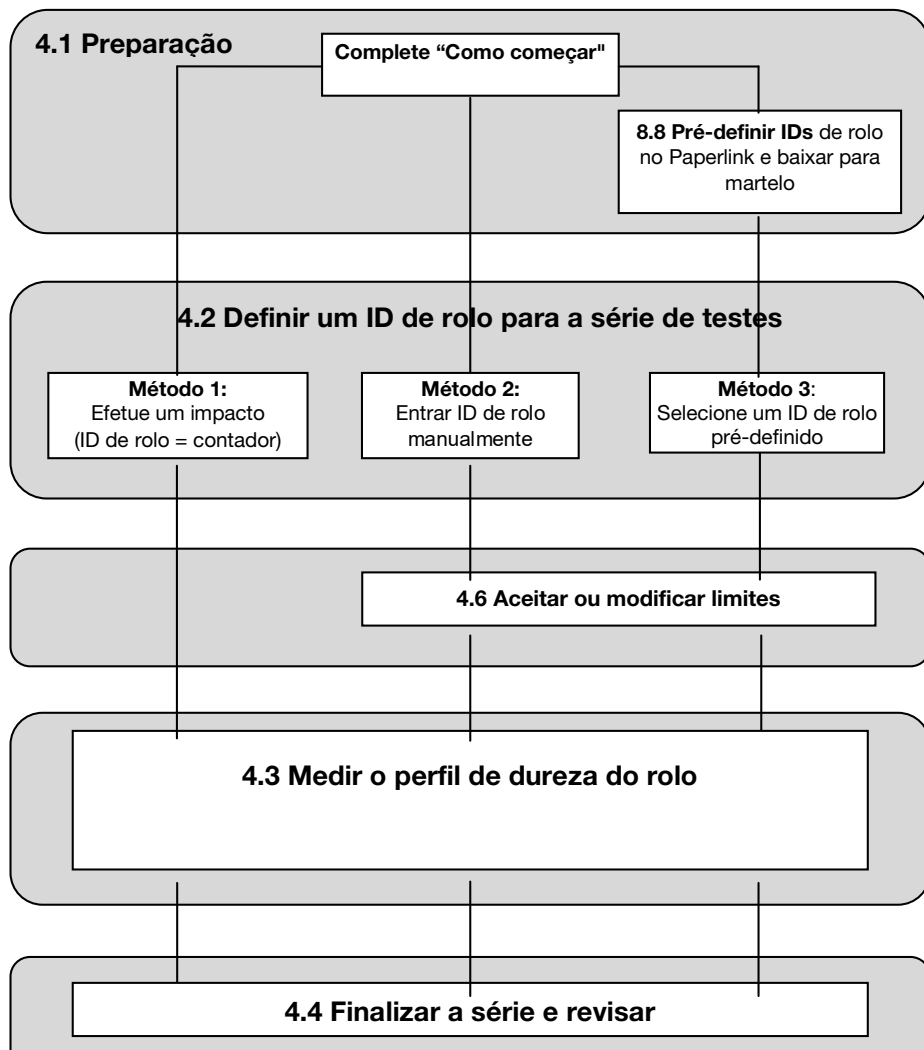 4.1 Preparação
Complete “Como começar"
8.8 Pré-definir IDs de rolo
no Paperlink e baixar para
martelo
4.2 Definir um ID de rolo para a série de testes
Método 1:
Efetue um impacto
(ID de rolo = contador)
Método 2:
Entrar ID de rolo
manualmente
Método 3:
Selecione um ID de rolo
pré-definido
4.6 Aceitar ou modificar limites
4.3 Medir o perfil de dureza do rolo
4.4 Finalizar a série e revisar